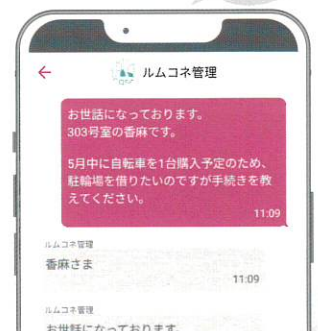 ルムコネ管理
お世話になっております。
303号室の香麻です。
5月中に自転車を1台購入予定のため、
駐輪場を借りたいのですが手続きを教
えてください。
11:09
ルムコネ管理
香麻さま
11:09
ルムコネ管理
お世話になっております。